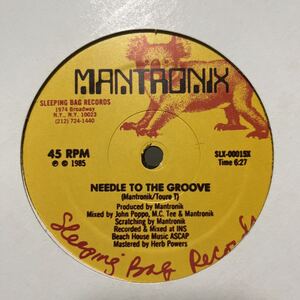 MANTRONIX
SLEEPING BAG RECORDS
1974 Broadway
N.Y., N.Y. 10023
(212) 724-1440
45 RPM
℗ © 1985
SLX-00015X
Time 6:27
NEEDLE TO THE GROOVE
(Mantronik/Toure T)
Produced by Mantronik
Mixed by John Poppo, M.C. Tee & Mantronik
Scratching by Mantronik
Recorded & Mixed at INS
Beach House Music ASCAP
Mastered by Herb Powers
Sleeping Bag Records